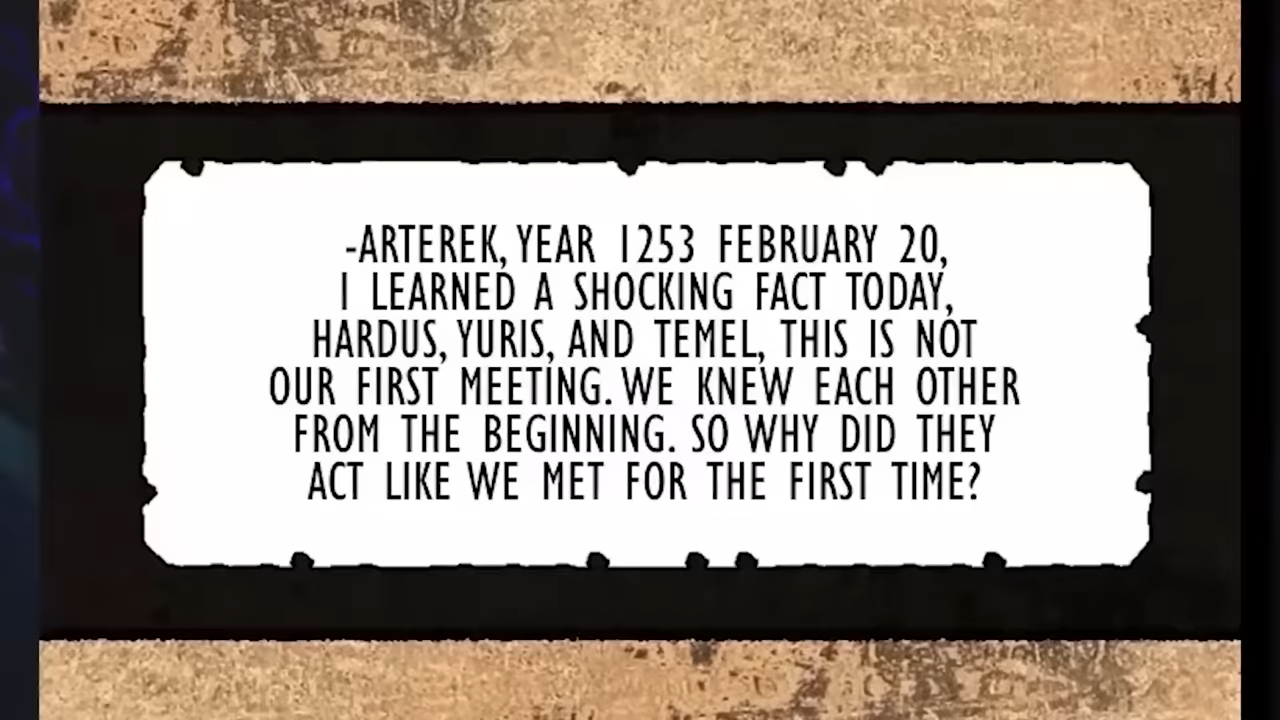 -ARTEREK, YEAR 1253 FEBRUARY 20,
I LEARNED A SHOCKING FACT TODAY,
HARDUS, YURIS, AND TEMEL, THIS IS NOT
OUR FIRST MEETING. WE KNEW EACH OTHER
FROM THE BEGINNING. SO WHY DID THEY
ACT LIKE WE MET FOR THE FIRST TIME?